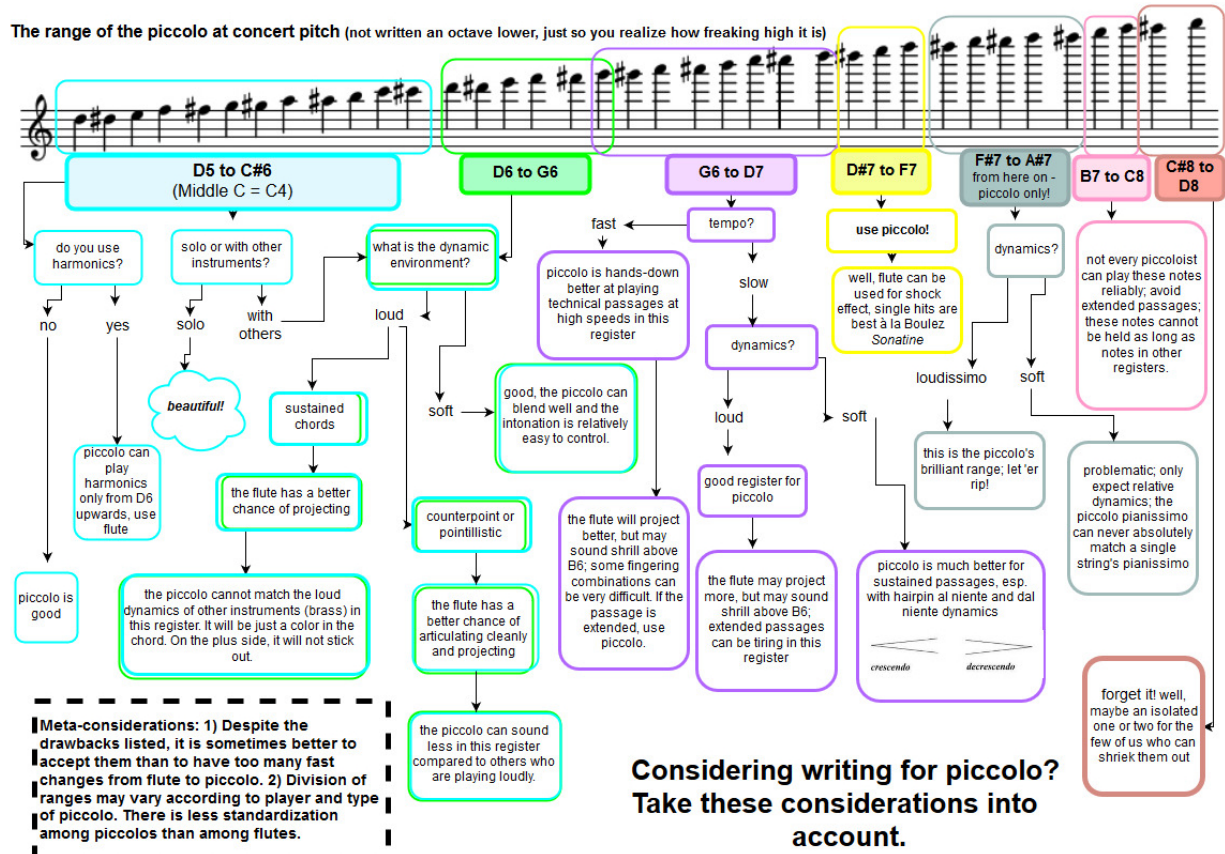 The range of the piccolo at concert pitch (not written an octave lower, just so you realize how freaking high it is)
D5 to C#6
(Middle C = C4)
D6 to G6
G6 to D7
D#7 to F7
F#7 to A#7
from here on -
piccolo only!
B7 to C8
C#8 to
D8
do you use
harmonics?
no
yes
piccolo is
good
piccolo can
play
harmonics
only from D6
upwards, use
flute
solo or with other
instruments?
solo
with
others
beautiful!
what is the dynamic
environment?
loud
soft
sustained
chords
the flute has a better
chance of projecting
the piccolo cannot match the loud
dynamics of other instruments (brass) in
this register. It will be just a color in the
chord. On the plus side, it will not stick
out.
good, the piccolo can
blend well and the
intonation is relatively
easy to control.
counterpoint or
pointillistic
the flute has a
better chance of
articulating cleanly
and projecting
the piccolo can sound
less in this register
compared to others who
are playing loudly.
tempo?
fast
slow
piccolo is hands-down
better at playing
technical passages at
high speeds in this
register
the flute will project
better, but may
sound shrill above
B6; some fingering
combinations can
be very difficult. If the
passage is
extended, use
piccolo.
dynamics?
loud
soft
good register for
piccolo
the flute may project
more, but may sound
shrill above B6;
extended passages
can be tiring in this
register
piccolo is much better for
sustained passages, esp.
with hairpin al niente and dal
niente dynamics
crescendo
decrescendo
use piccolo!
well, flute can be
used for shock
effect, single hits are
best à la Boulez
Sonatine
dynamics?
loudissimo
soft
this is the piccolo's
brilliant range; let 'er
rip!
problematic; only
expect relative
dynamics; the
piccolo pianissimo
can never absolutely
match a single
string's pianissimo
not every piccoloist
can play these notes
reliably; avoid
extended passages;
these notes cannot
be held as long as
notes in other
registers.
forget it! well,
maybe an isolated
one or two for the
few of us who can
shriek them out
Meta-considerations: 1) Despite the
drawbacks listed, it is sometimes better to
accept them than to have too many fast
changes from flute to piccolo. 2) Division of
ranges may vary according to player and type
of piccolo. There is less standardization
among piccolos than among flutes.
Considering writing for piccolo?
Take these considerations into
account.